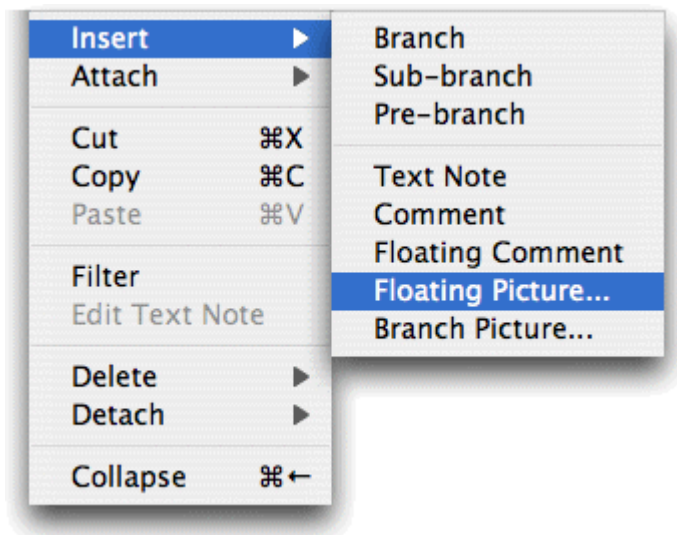 Insert
Attach
Cut ⌘X
Copy ⌘C
Paste ⌘V
Filter
Edit Text Note
Delete
Detach
Collapse ⌘←
Branch
Sub-branch
Pre-branch
Text Note
Comment
Floating Comment
Floating Picture...
Branch Picture...